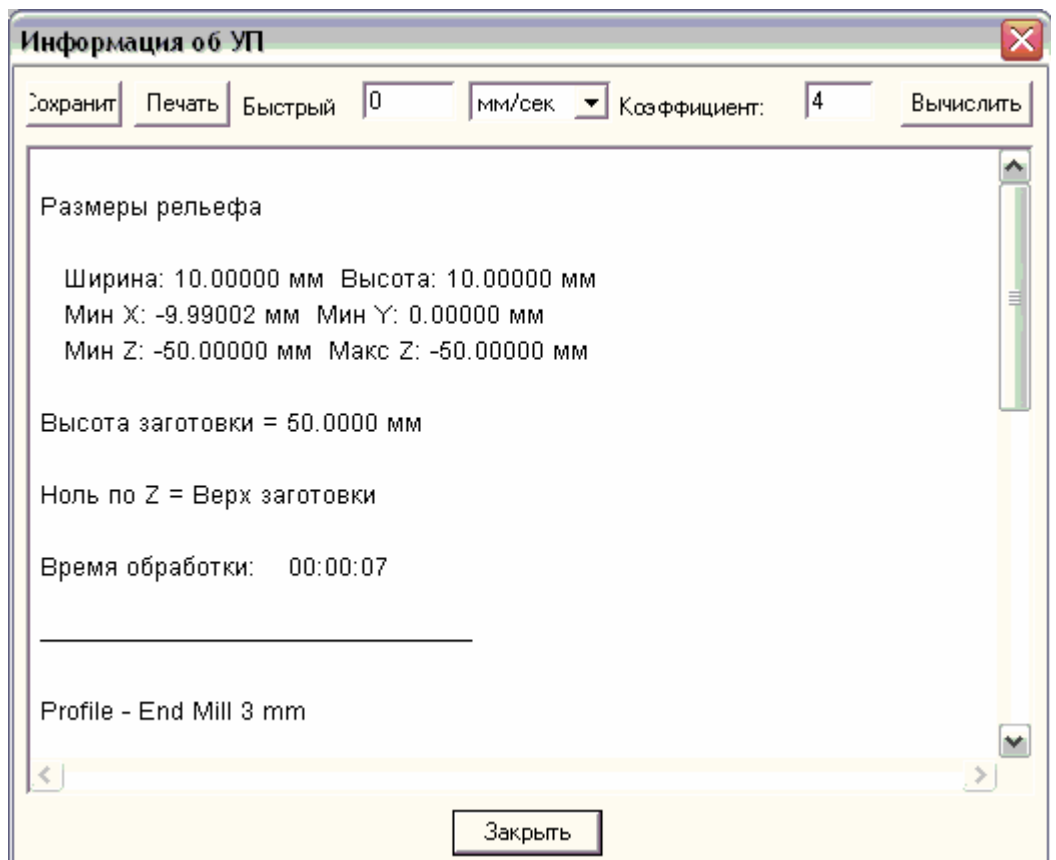 Информация об УП
Сохранит Печать Быстрый 0 мм/сек Коэффициент: 4 Вычислить
Размеры рельефа
Ширина: 10.00000 мм Высота: 10.00000 мм
Мин X: -9.99002 мм Мин Y: 0.00000 мм
Мин Z: -50.00000 мм Макс Z: -50.00000 мм
Высота заготовки = 50.0000 мм
Ноль по Z = Верх заготовки
Время обработки: 00:00:07
Profile - End Mill 3 mm
Закрыть